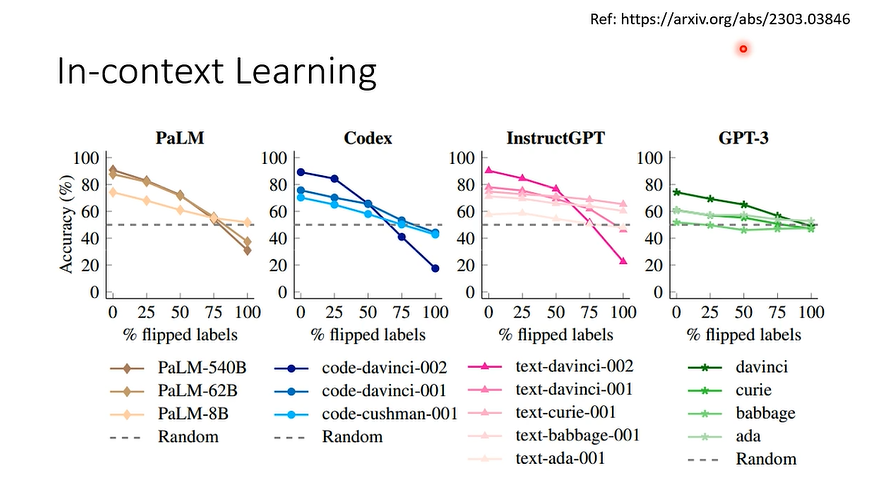 Ref: https://arxiv.org/abs/2303.03846
In-context Learning
PaLM
Codex
InstructGPT
GPT-3
Accuracy (%)
100
80
60
40
20
0
0 25 50 75 100
% flipped labels
100
80
60
40
20
0
0 25 50 75 100
% flipped labels
100
80
60
40
20
0
0 25 50 75 100
% flipped labels
100
80
60
40
20
0
0 25 50 75 100
% flipped labels
PaLM-540B
PaLM-62B
PaLM-8B
Random
code-davinci-002
code-davinci-001
code-cushman-001
Random
text-davinci-002
text-davinci-001
text-curie-001
text-babbage-001
text-ada-001
davinci
curie
babbage
ada
Random